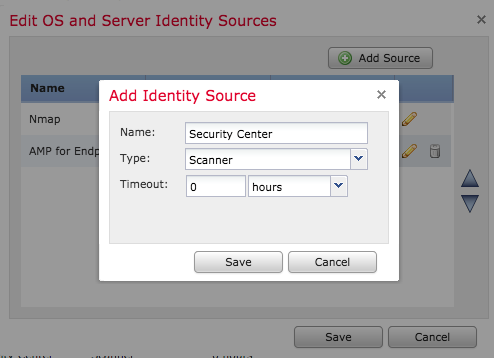 Edit OS and Server Identity Sources
Add Source
Name
Nmap
AMP for Endp
Add Identity Source
Name: Security Center
Type: Scanner
Timeout: 0 hours
Save Cancel
Save Cancel